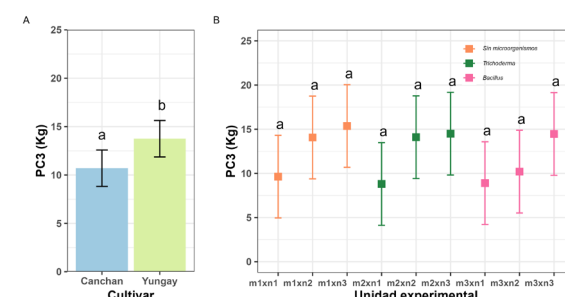 A
B
25
20
15
10
5
0
PC3 (Kg)
a
b
Canchan Yungay
Cultivar
25
20
15
10
5
0
PC3 (Kg)
Sin microorganismos
Trichoderma
Bacillus
a a a a a a a a a
m1xn1 m1xn2 m1xn3 m2xn1 m2xn2 m2xn3 m3xn1 m3xn2 m3xn3
Unidad experimental